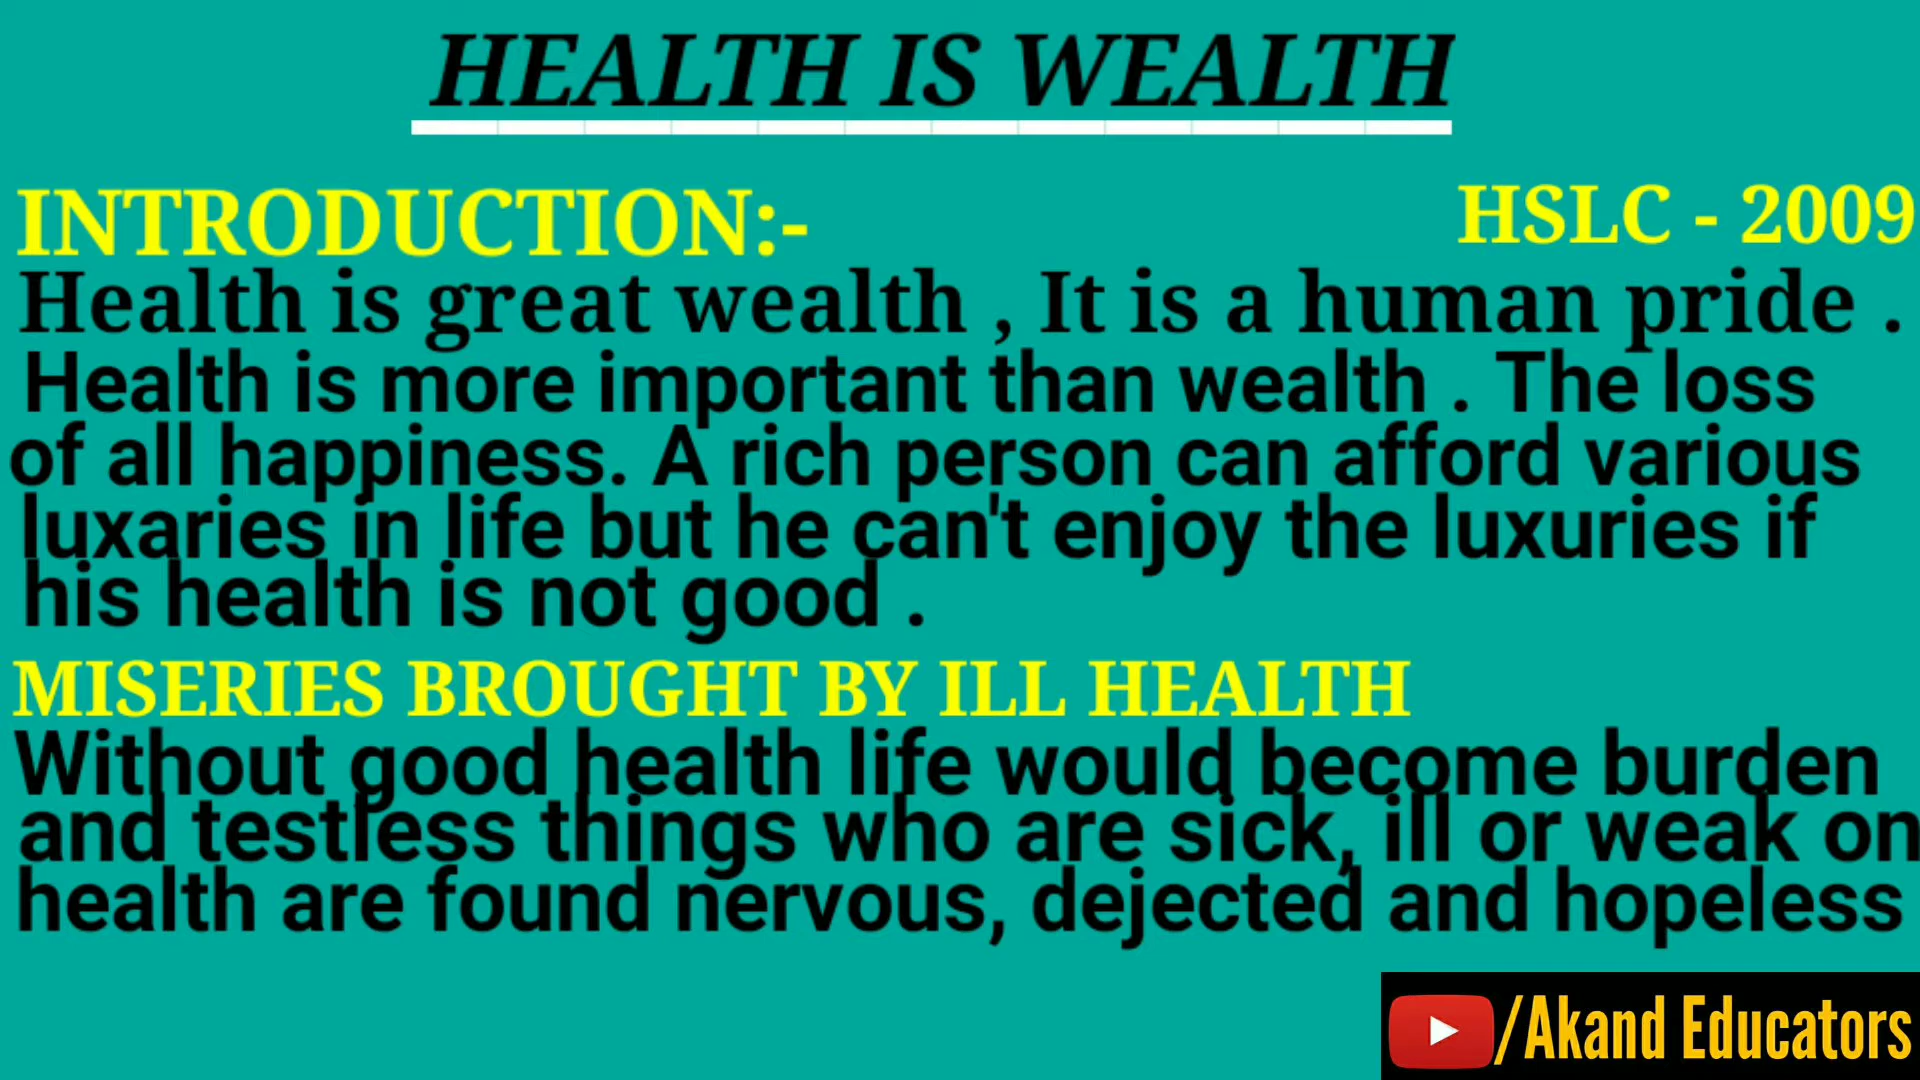 HEALTH IS WEALTH
INTRODUCTION:-
HSLC - 2009
Health is great wealth , It is a human pride .
Health is more important than wealth . The loss
of all happiness. A rich person can afford various
luxaries in life but he can't enjoy the luxuries if
his health is not good .
MISERIES BROUGHT BY ILL HEALTH
Without good health life would become burden
and testless things who are sick, ill or weak on
health are found nervous, dejected and hopeless
/Akand Educators